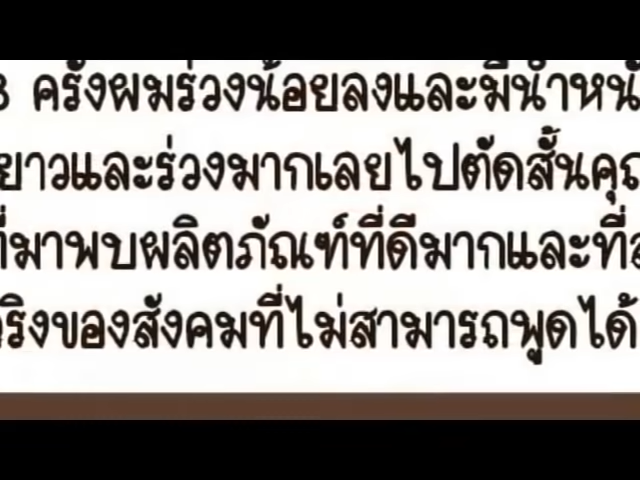 3 ครั้งผมร่วงน้อยลงและมีน้ำหนั
ยาวและร่วงมากเลยไปตัดสั้นคุณ
ที่มาพบผลิตภัณฑ์ที่ดีมากและที่
จริงของสังคมที่ไม่สามารถพูดได้